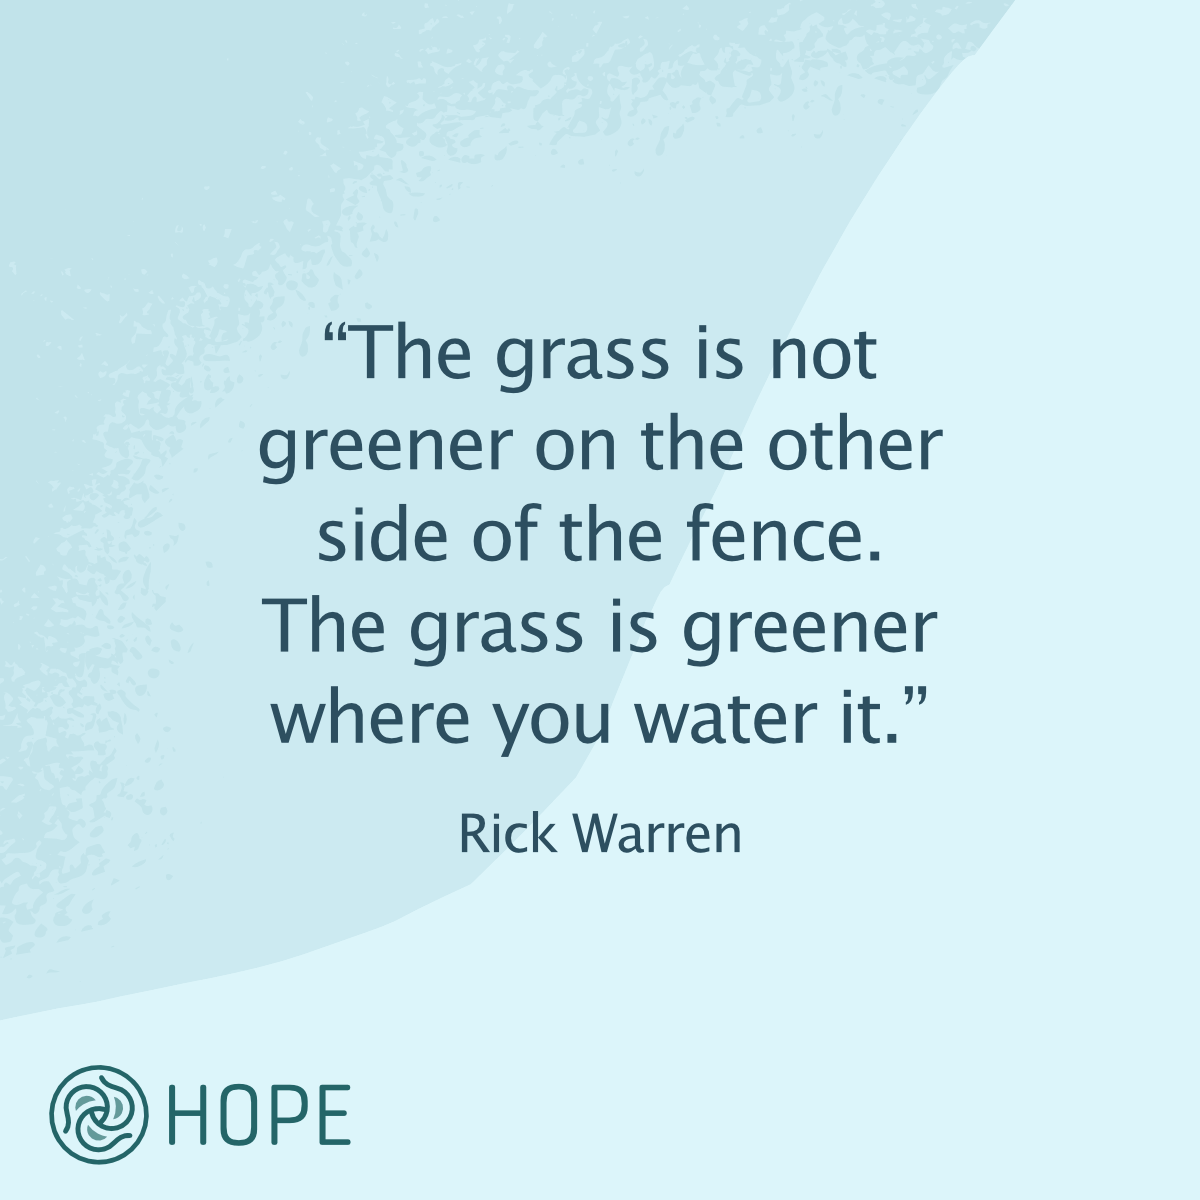 “The grass is not
greener on the other
side of the fence.
The grass is greener
where you water it.”
Rick Warren
HOPE